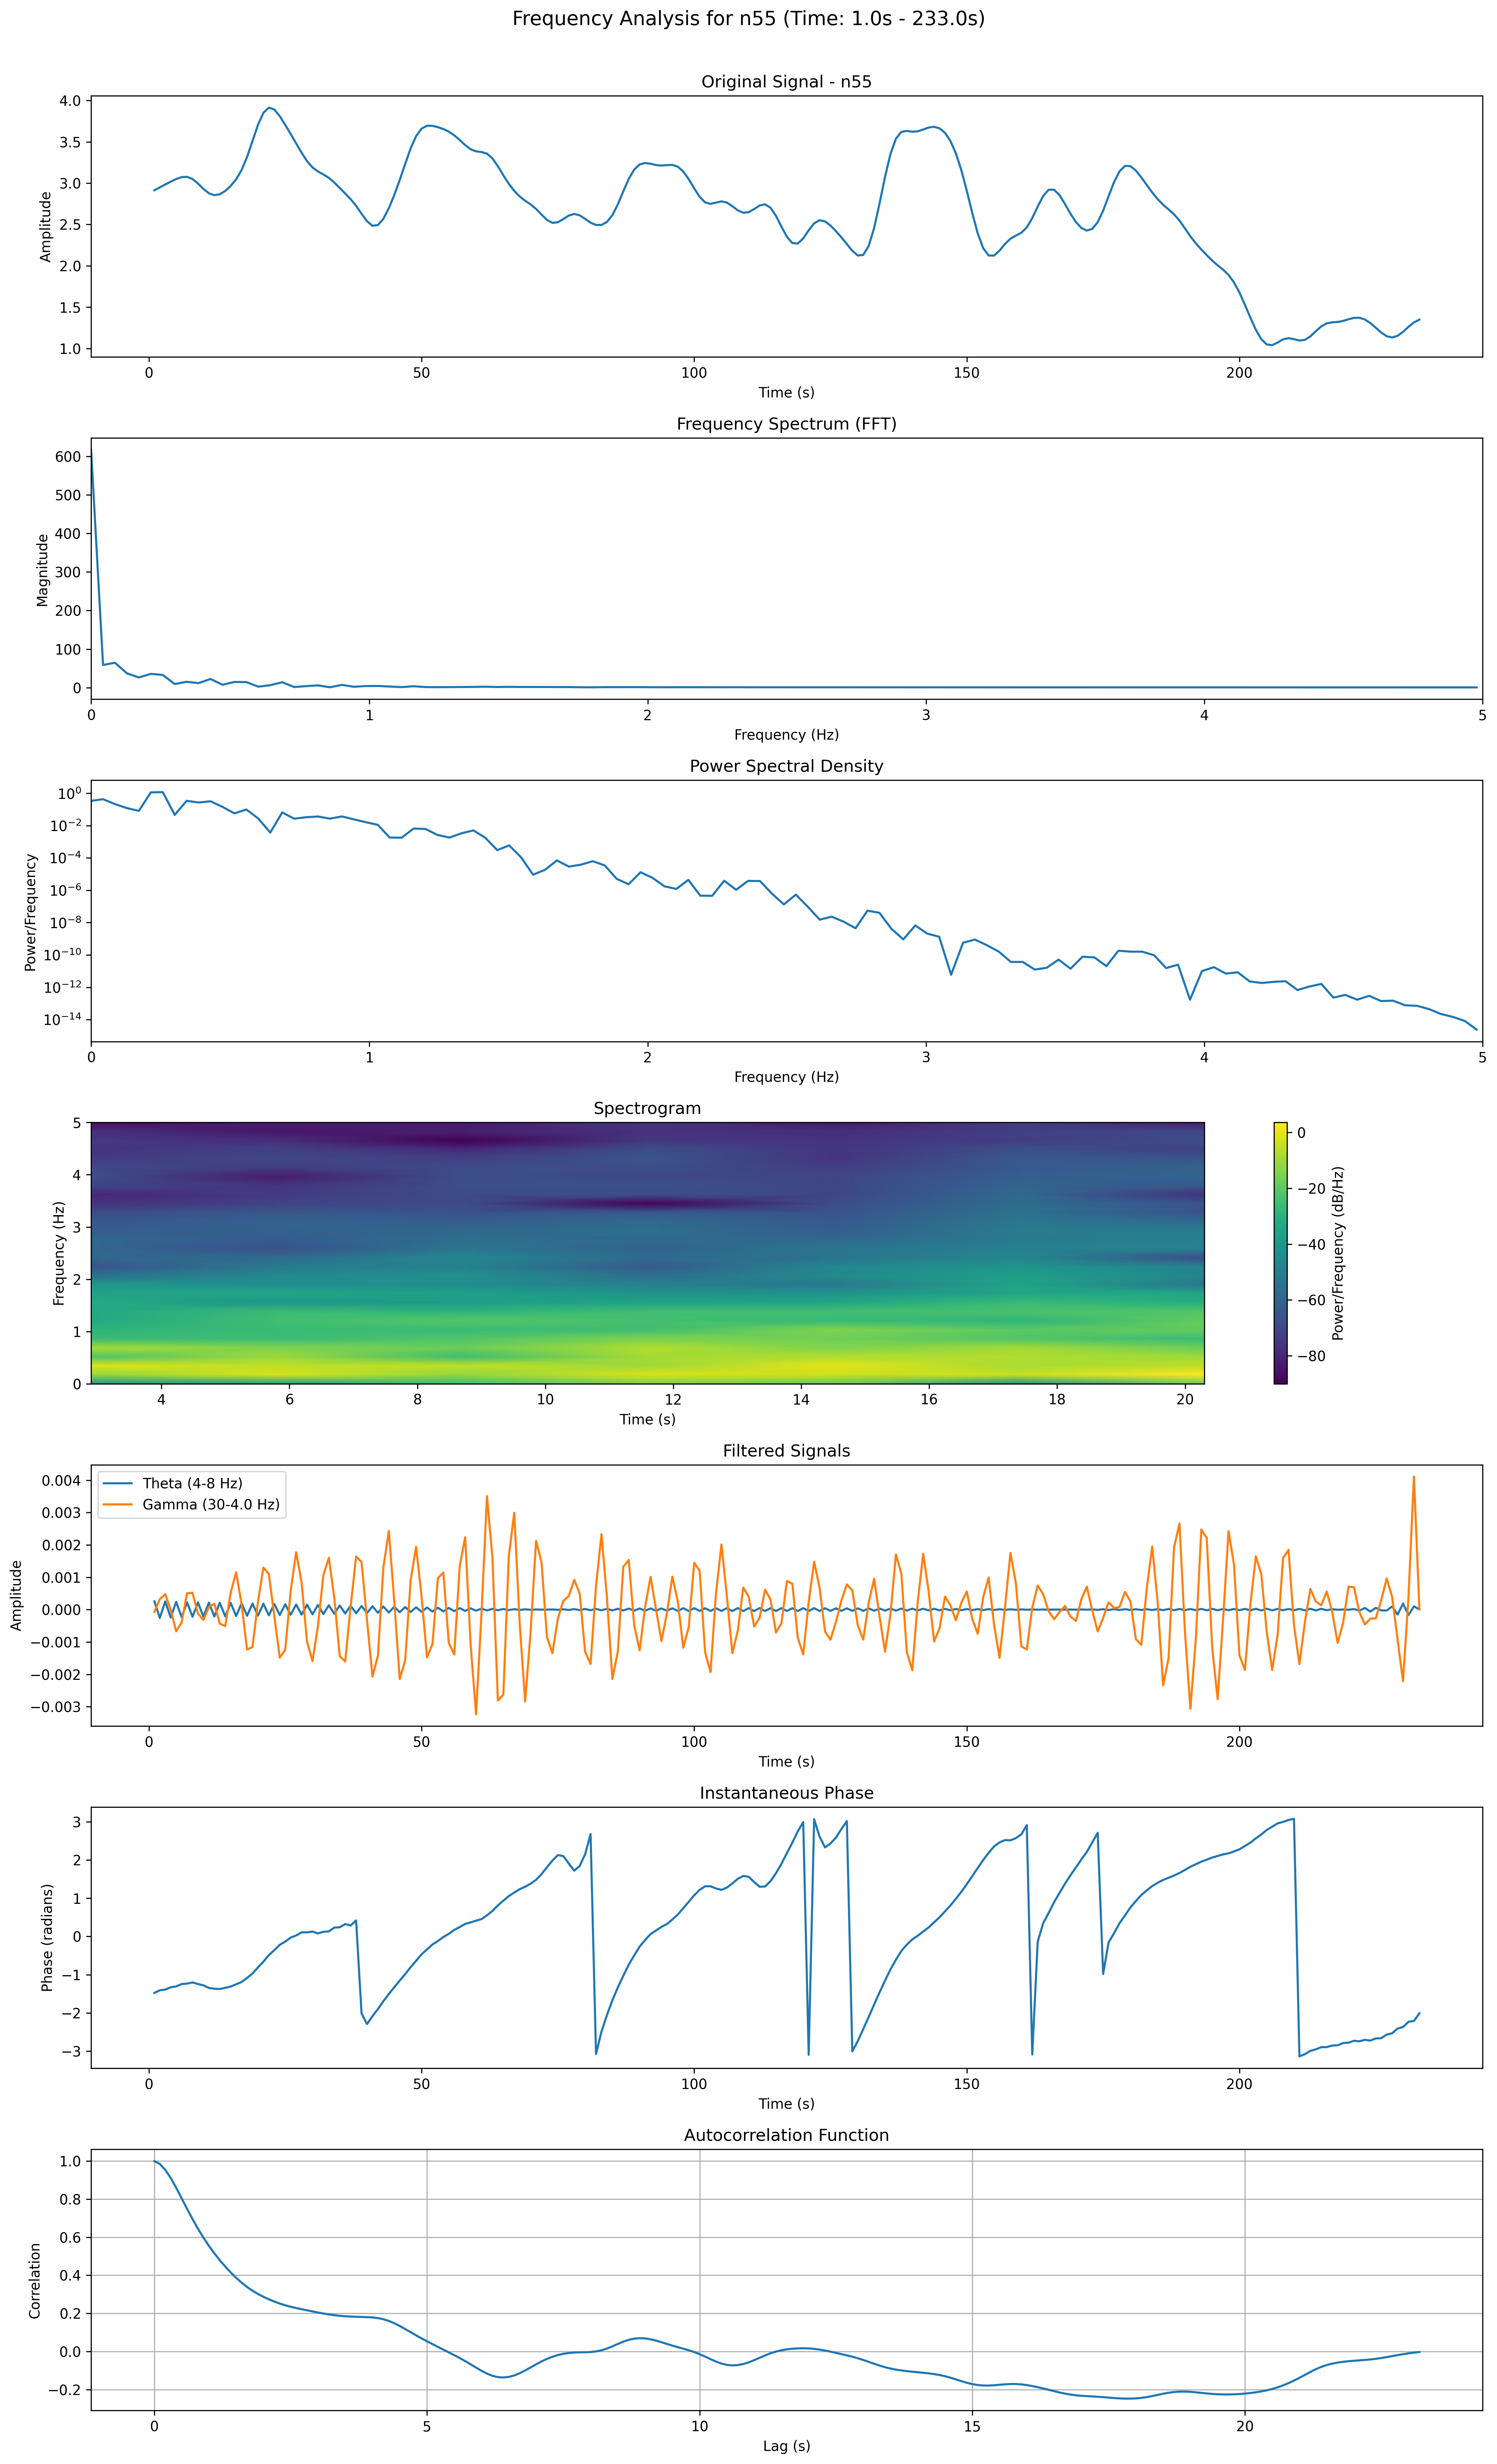 Frequency Analysis for n55 (Time: 1.0s - 233.0s)
Original Signal - n55
Amplitude
4.0
3.5
3.0
2.5
2.0
1.5
1.0
0 50 100 150 200
Time (s)
Frequency Spectrum (FFT)
Magnitude
600
500
400
300
200
100
0
0 1 2 3 4 5
Frequency (Hz)
Power Spectral Density
Power/Frequency
10⁰
10⁻²
10⁻⁴
10⁻⁶
10⁻⁸
10⁻¹⁰
10⁻¹²
10⁻¹⁴
0 1 2 3 4 5
Frequency (Hz)
Spectrogram
Frequency (Hz)
5
4
3
2
1
0
4 6 8 10 12 14 16 18 20
Time (s)
0
−20
−40
−60
−80
Power/Frequency (dB/Hz)
Filtered Signals
Theta (4-8 Hz)
Gamma (30-4.0 Hz)
Amplitude
0.004
0.003
0.002
0.001
0.000
−0.001
−0.002
−0.003
0 50 100 150 200
Time (s)
Instantaneous Phase
Phase (radians)
3
2
1
0
−1
−2
−3
0 50 100 150 200
Time (s)
Autocorrelation Function
Correlation
1.0
0.8
0.6
0.4
0.2
0.0
−0.2
0 5 10 15 20
Lag (s)